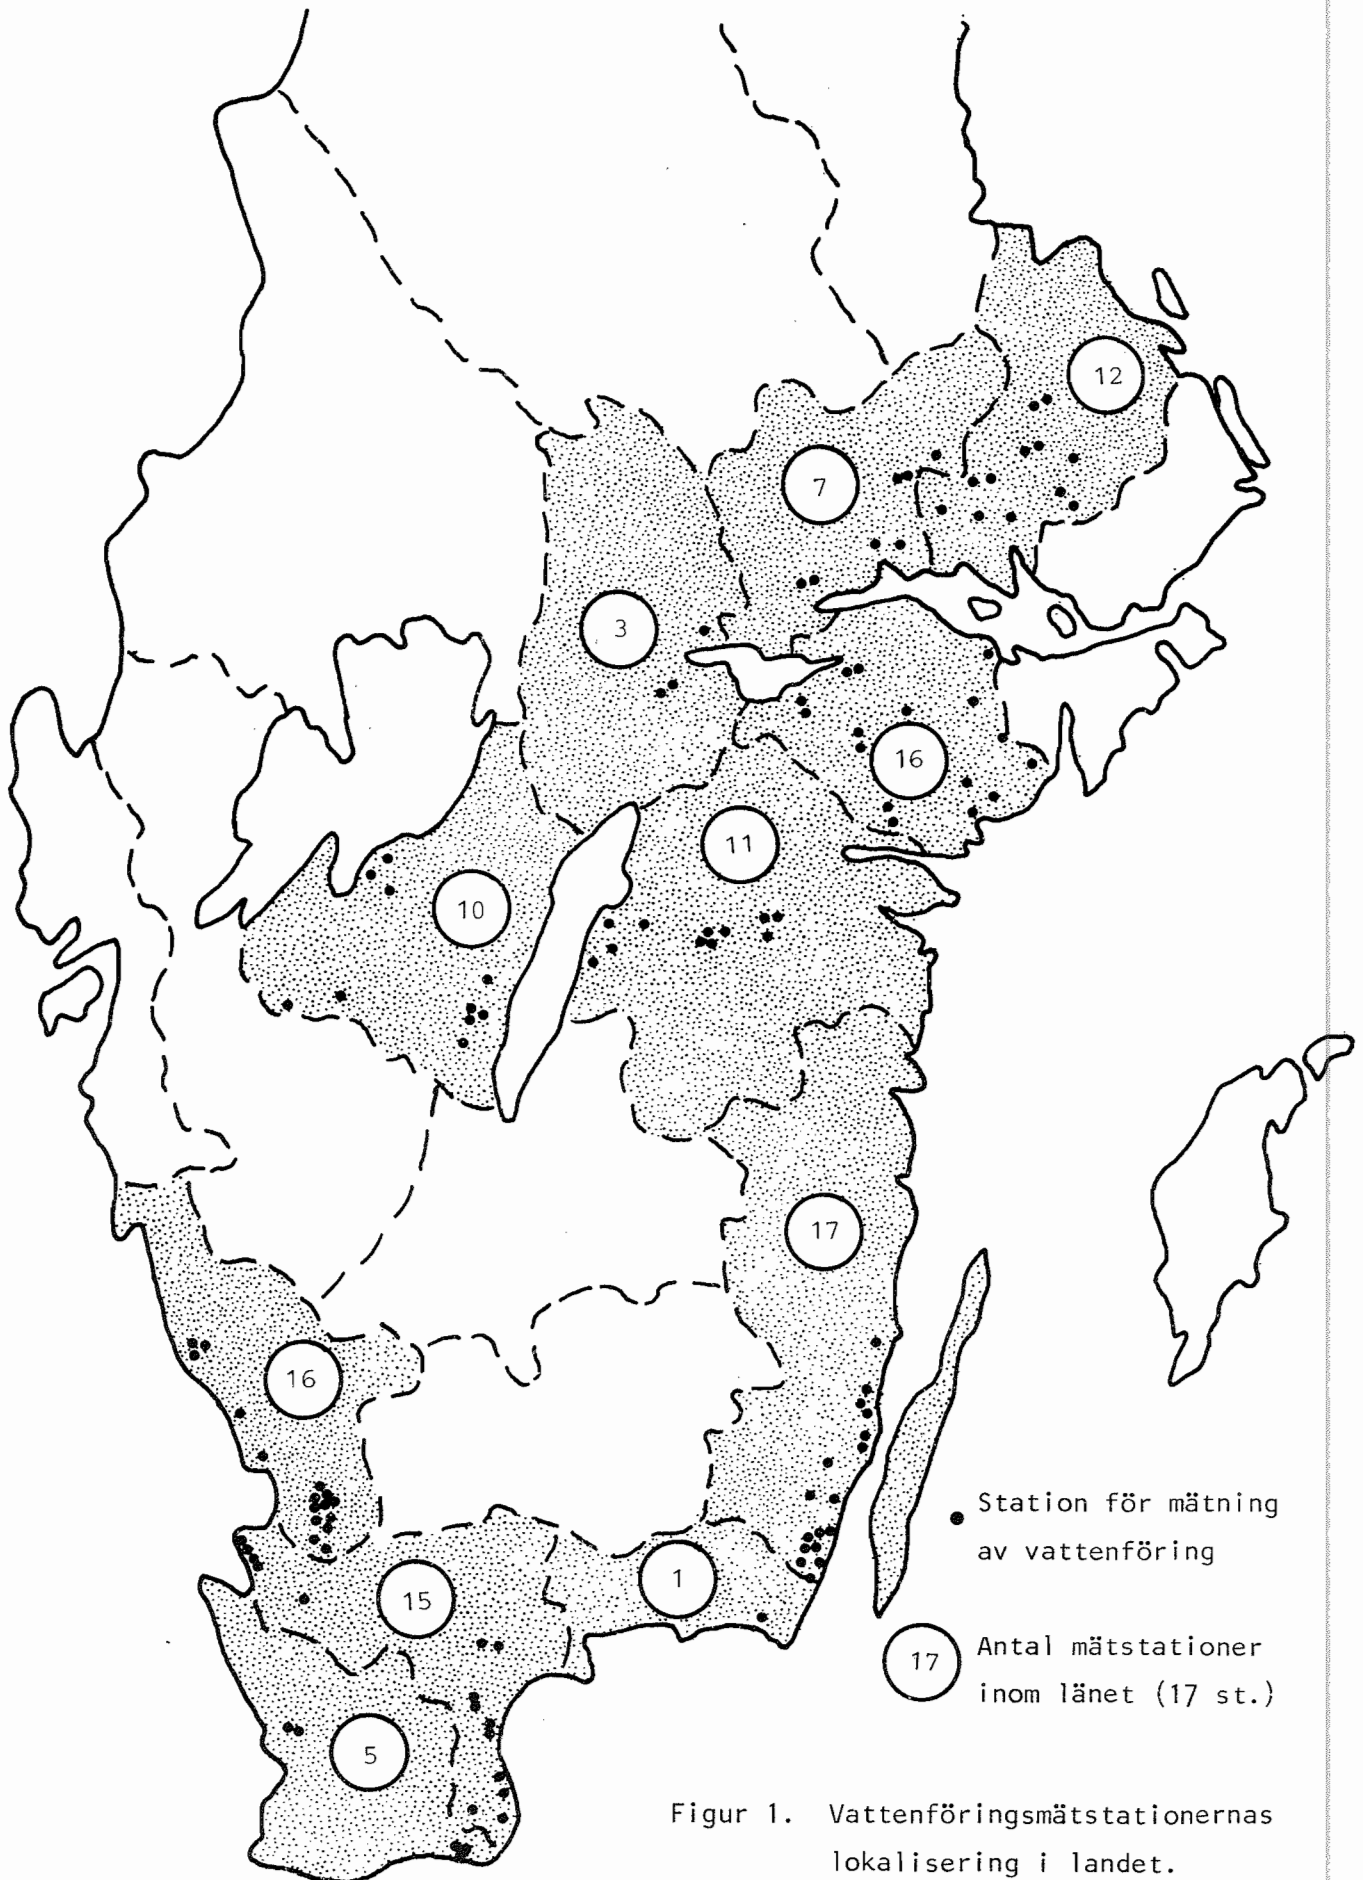 12
7
3
16
11
10
17
16
Station för mätning
av vattenföring
1
15
17 Antal mätstationer
inom länet (17 st.)
5
Figur 1. Vattenföringsmätstationernas
lokalisering i landet.